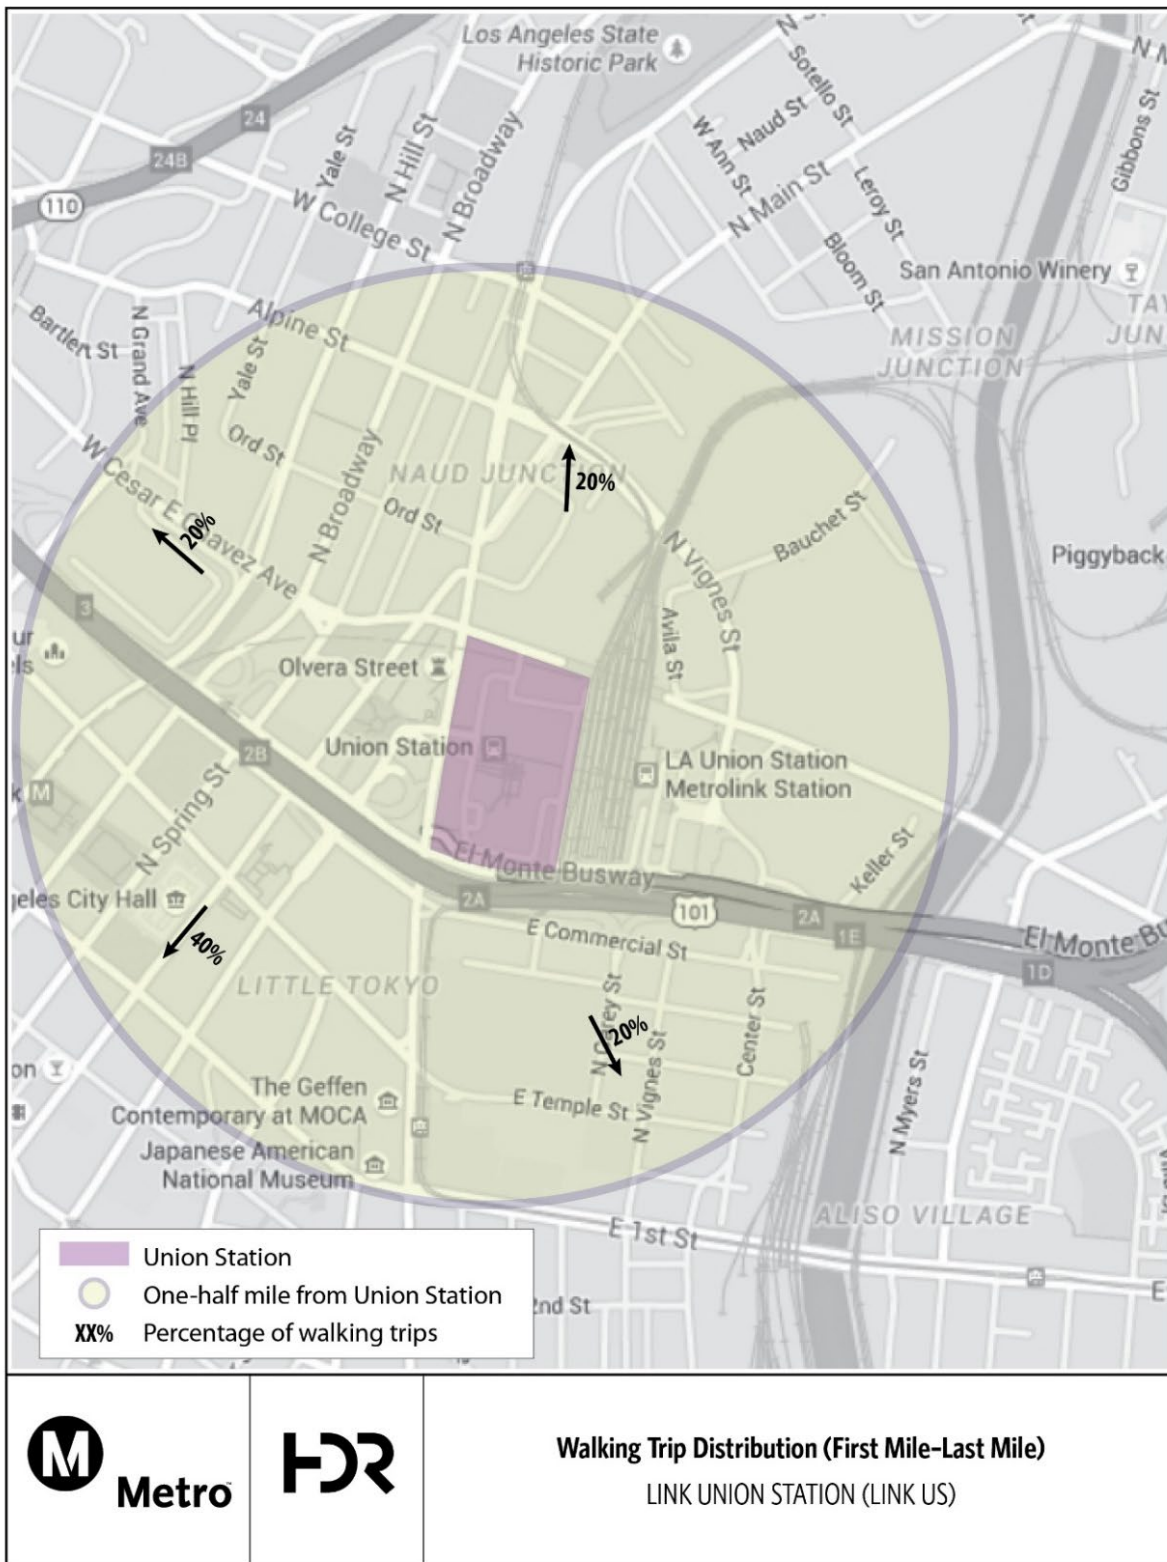 Los Angeles State
Historic Park
N Main St
Sotello St
Naud St
W Ann St
Leroy St
Bloom St
Gibbons St
24
24B
110
Yale St
N Hill St
N Broadway
W College St
San Antonio Winery
MISSION
JUNCTION
Alpine St
Bartlett St
N Grand Ave
N Hill Pl
Yale St
Ord St
W Cesar E Chavez Ave
N Broadway
NAUD JUNCTION
Ord St
20%
20%
N Vignes St
Bauchet St
Piggyback
Avila St
3
Olvera Street
Union Station
2B
LA Union Station
Metrolink Station
M
N Spring St
El Monte Busway
Keller St
geles City Hall
2A
101
2A
1E
El Monte Bu
1D
E Commercial St
40%
LITTLE TOKYO
N Garey St
20%
Center St
N Vignes St
E Temple St
N Myers St
The Geffen
Contemporary at MOCA
Japanese American
National Museum
ALISO VILLAGE
E 1st St
2nd St
Union Station
One-half mile from Union Station
XX% Percentage of walking trips
M
Metro
HDR
Walking Trip Distribution (First Mile–Last Mile)
LINK UNION STATION (LINK US)